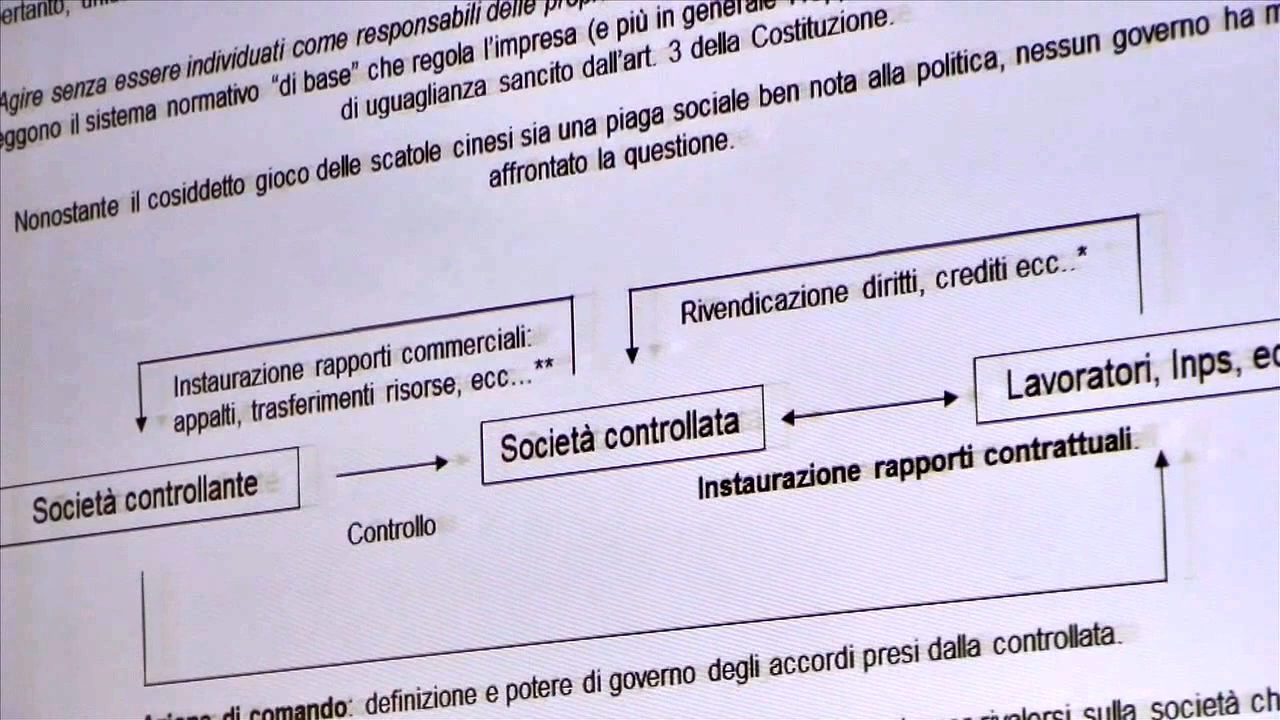 Agire senza essere individuati come responsabili delle
il sistema normativo “di base” che regola l’impresa (e più in generale
di uguaglianza sancito dall’art. 3 della Costituzione.
Nonostante il cosiddetto gioco delle scatole cinesi sia una piaga sociale ben nota alla politica, nessun governo ha
affrontato la questione.
Rivendicazione diritti, crediti ecc..*
Instaurazione rapporti commerciali:
appalti, trasferimenti risorse, ecc...**
Lavoratori, Inps,
Società controllata
Instaurazione rapporti contrattuali.
Società controllante
Controllo
di comando: definizione e potere di governo degli accordi presi dalla controllata.
sulla società